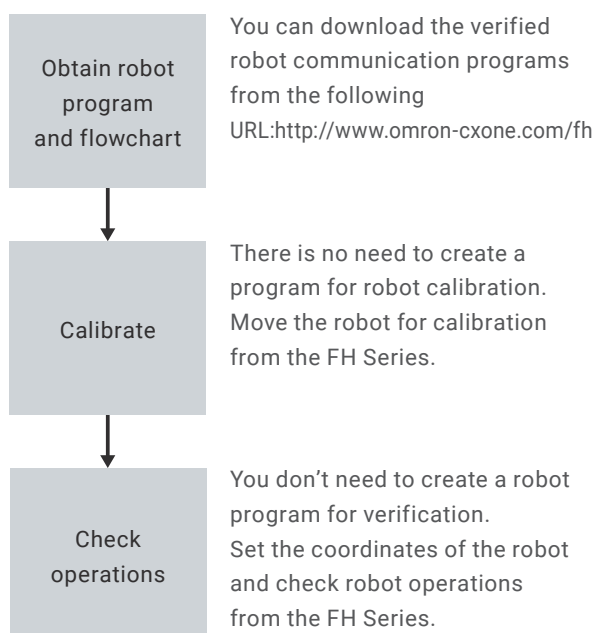 Obtain robot
program
and flowchart
You can download the verified
robot communication programs
from the following
URL:http://www.omron-cxone.com/fh
Calibrate
There is no need to create a
program for robot calibration.
Move the robot for calibration
from the FH Series.
Check
operations
You don’t need to create a robot
program for verification.
Set the coordinates of the robot
and check robot operations
from the FH Series.